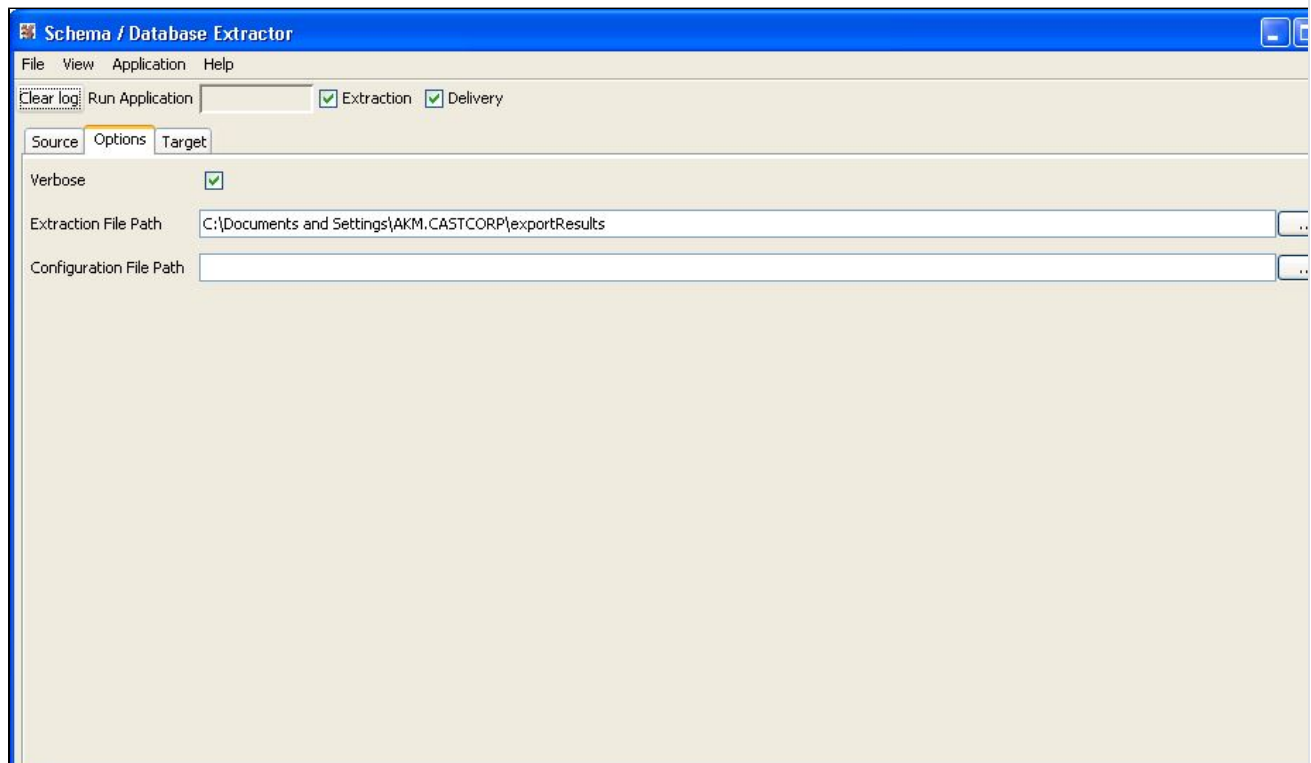 Schema / Database Extractor
File View Application Help
Clear log Run Application Extraction Delivery
Source Options Target
Verbose
Extraction File Path C:\Documents and Settings\AKM.CASTCORP\exportResults
..
Configuration File Path
..